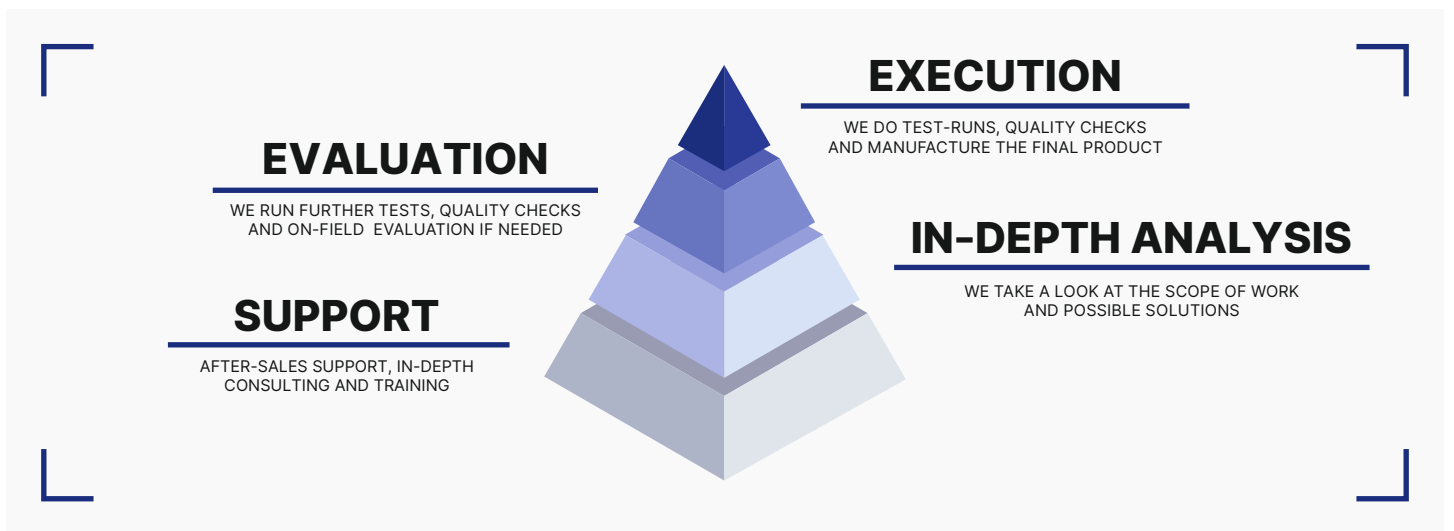 EXECUTION
WE DO TEST-RUNS, QUALITY CHECKS
AND MANUFACTURE THE FINAL PRODUCT
EVALUATION
WE RUN FURTHER TESTS, QUALITY CHECKS
AND ON-FIELD  EVALUATION IF NEEDED
IN-DEPTH ANALYSIS
WE TAKE A LOOK AT THE SCOPE OF WORK
AND POSSIBLE SOLUTIONS
SUPPORT
AFTER-SALES SUPPORT, IN-DEPTH
CONSULTING AND TRAINING